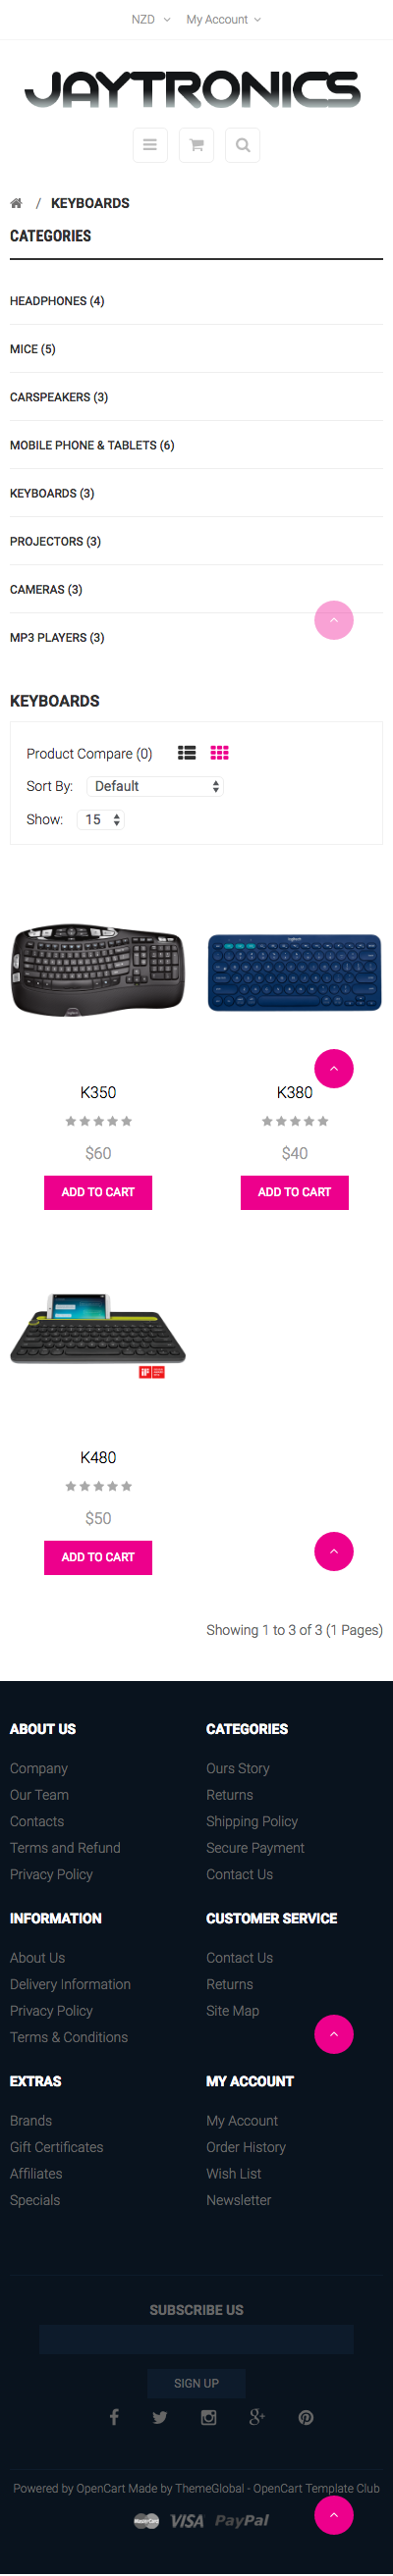 NZD My Account
JAYTRONICS
/ KEYBOARDS
CATEGORIES
HEADPHONES (4)
MICE (5)
CARSPEAKERS (3)
MOBILE PHONE & TABLETS (6)
KEYBOARDS (3)
PROJECTORS (3)
CAMERAS (3)
MP3 PLAYERS (3)
KEYBOARDS
Product Compare (0)
Sort By: Default
Show: 15
K350
$60
ADD TO CART
K380
$40
ADD TO CART
K480
$50
ADD TO CART
Showing 1 to 3 of 3 (1 Pages)
ABOUT US
Company
Our Team
Contacts
Terms and Refund
Privacy Policy
CATEGORIES
Ours Story
Returns
Shipping Policy
Secure Payment
Contact Us
INFORMATION
About Us
Delivery Information
Privacy Policy
Terms & Conditions
CUSTOMER SERVICE
Contact Us
Returns
Site Map
EXTRAS
Brands
Gift Certificates
Affiliates
Specials
MY ACCOUNT
My Account
Order History
Wish List
Newsletter
SUBSCRIBE US
SIGN UP
Powered by OpenCart Made by ThemeGlobal - OpenCart Template Club
MasterCard VISA PayPal